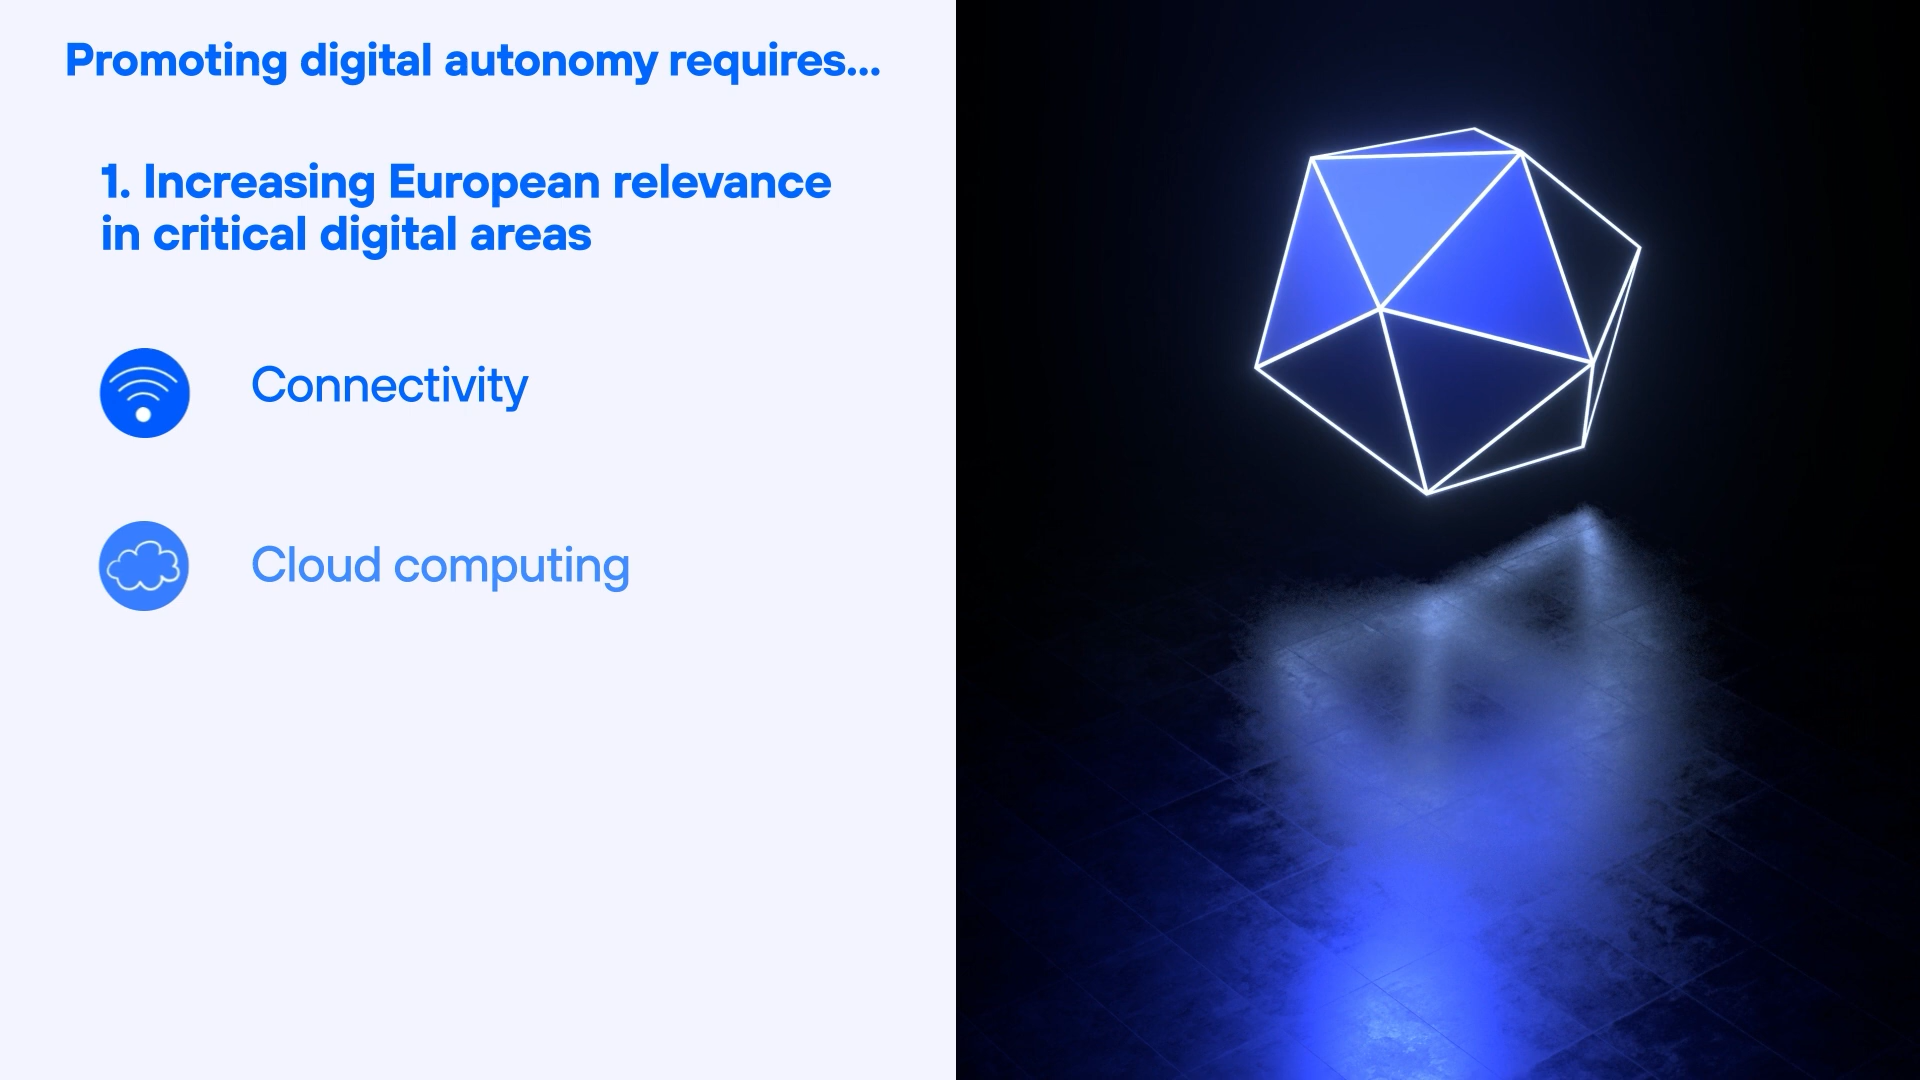 Promoting digital autonomy requires...
1. Increasing European relevance
in critical digital areas
Connectivity
Cloud computing